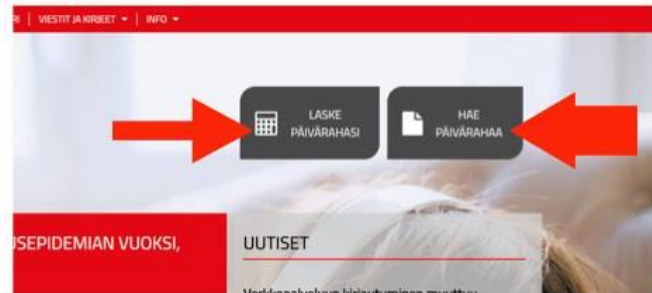 VIESTIT JA KIRJEET
INFO
LASKE
PÄIVÄRAHASI
HAE
PÄIVÄRAHAA
USEPIDEMIAN VUOKSI,
UUTISET